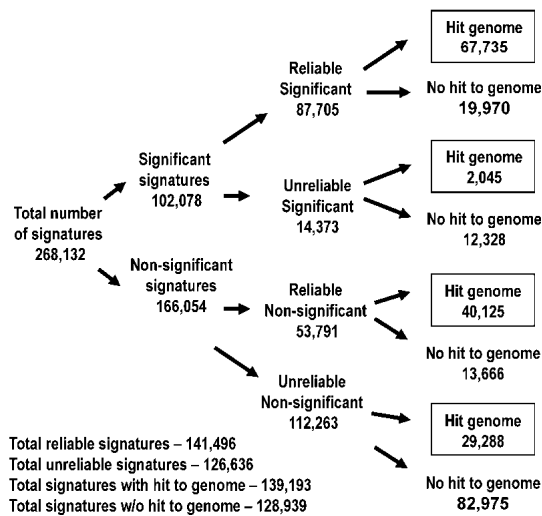 Total number
of signatures
268,132
Significant
signatures
102,078
Non-significant
signatures
166,054
Reliable
Significant
87,705
Unreliable
Significant
14,373
Reliable
Non-significant
53,791
Unreliable
Non-significant
112,263
Hit genome
67,735
No hit to genome
19,970
Hit genome
2,045
No hit to genome
12,328
Hit genome
40,125
No hit to genome
13,666
Hit genome
29,288
No hit to genome
82,975
Total reliable signatures – 141,496
Total unreliable signatures – 126,636
Total signatures with hit to genome – 139,193
Total signatures w/o hit to genome – 128,939